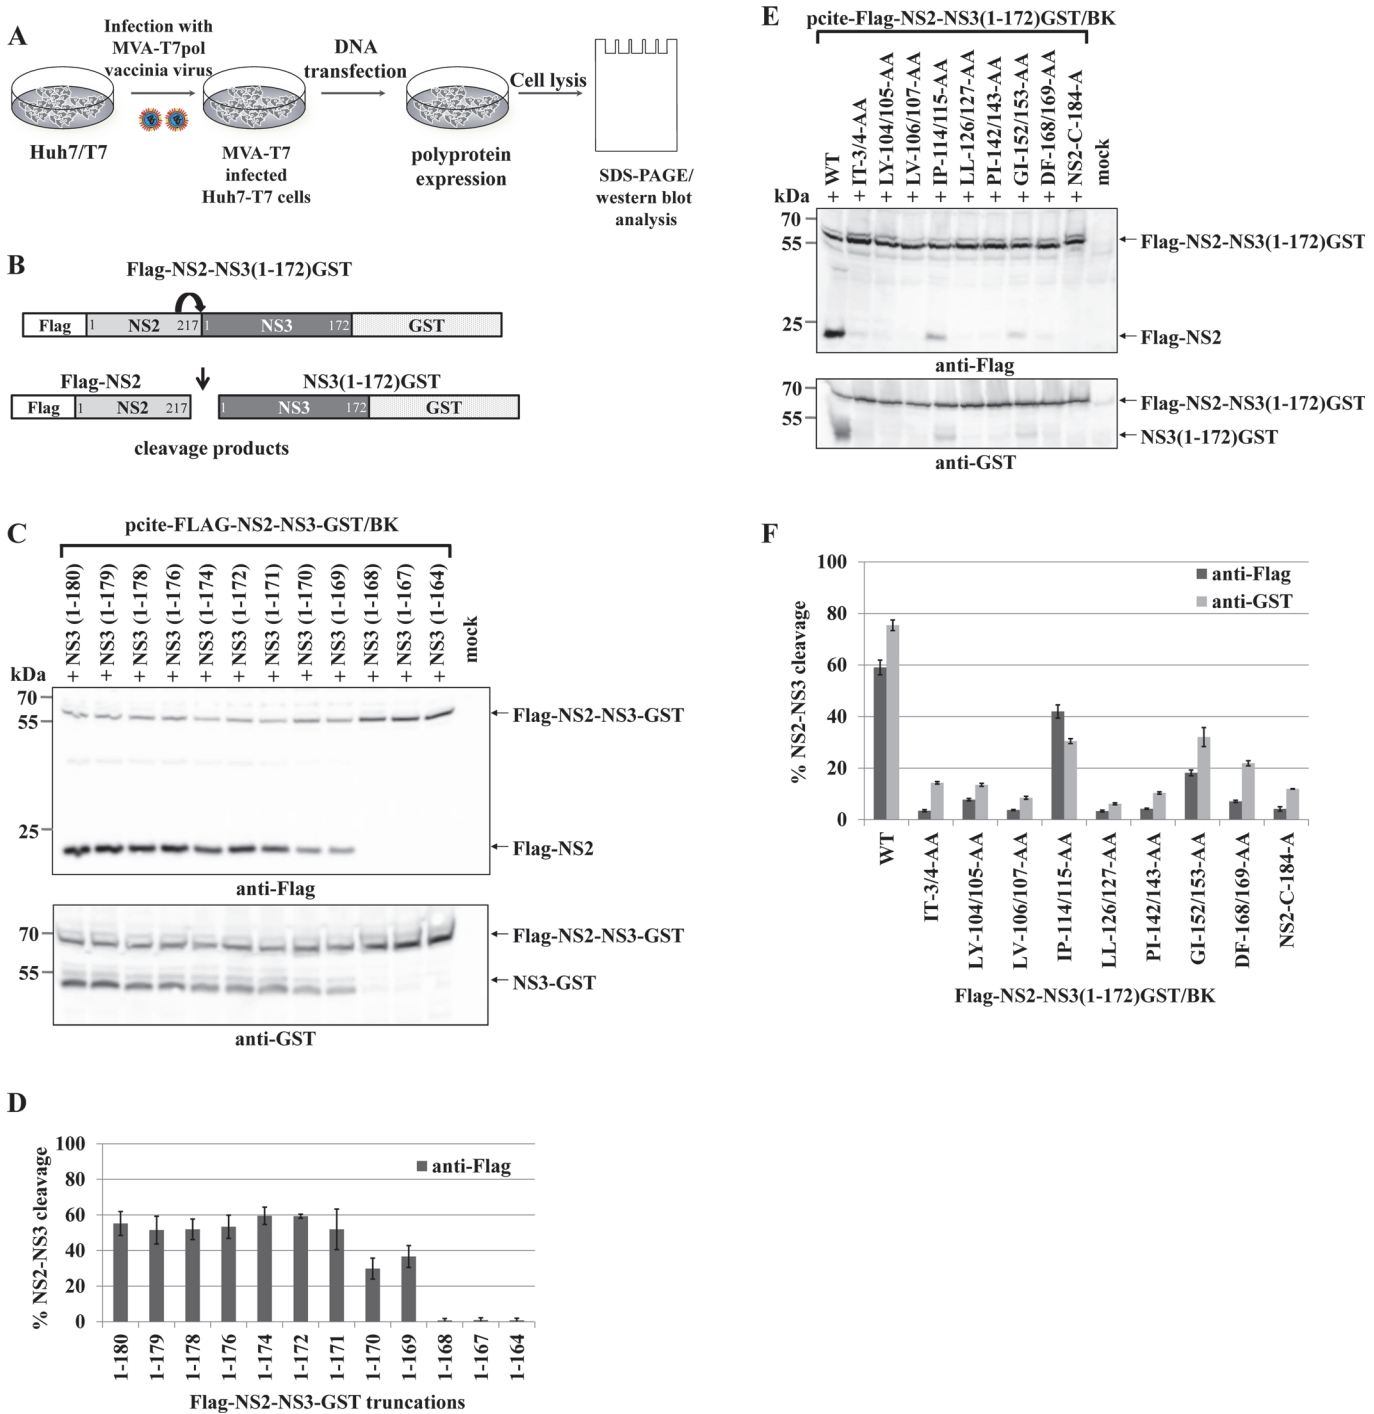 A
Infection with
MVA-T7pol
vaccinia virus
DNA
transfection
Cell lysis
Huh7/T7
MVA-T7
infected
Huh7-T7 cells
polyprotein
expression
SDS-PAGE/
western blot
analysis
B
Flag-NS2-NS3(1-172)GST
Flag 1 NS2 217 1 NS3 172 GST
Flag-NS2 NS3(1-172)GST
Flag 1 NS2 217 1 NS3 172 GST
cleavage products
C
pcite-FLAG-NS2-NS3-GST/BK
+ NS3 (1-180)
+ NS3 (1-179)
+ NS3 (1-178)
+ NS3 (1-176)
+ NS3 (1-174)
+ NS3 (1-172)
+ NS3 (1-171)
+ NS3 (1-170)
+ NS3 (1-169)
+ NS3 (1-168)
+ NS3 (1-167)
+ NS3 (1-164)
mock
kDa
70
55
25
Flag-NS2-NS3-GST
Flag-NS2
anti-Flag
70
55
Flag-NS2-NS3-GST
NS3-GST
anti-GST
D
% NS2-NS3 cleavage
100
80
60
40
20
0
anti-Flag
1-180
1-179
1-178
1-176
1-174
1-172
1-171
1-170
1-169
1-168
1-167
1-164
Flag-NS2-NS3-GST truncations
E
pcite-Flag-NS2-NS3(1-172)GST/BK
+ WT
+ IT-3/4-AA
+ LY-104/105-AA
+ LV-106/107-AA
+ IP-114/115-AA
+ LL-126/127-AA
+ PI-142/143-AA
+ GI-152/153-AA
+ DF-168/169-AA
+ NS2-C-184-A
mock
kDa
70
55
25
Flag-NS2-NS3(1-172)GST
Flag-NS2
anti-Flag
70
55
Flag-NS2-NS3(1-172)GST
NS3(1-172)GST
anti-GST
F
% NS2-NS3 cleavage
100
80
60
40
20
0
anti-Flag
anti-GST
WT
IT-3/4-AA
LY-104/105-AA
LV-106/107-AA
IP-114/115-AA
LL-126/127-AA
PI-142/143-AA
GI-152/153-AA
DF-168/169-AA
NS2-C-184-A
Flag-NS2-NS3(1-172)GST/BK